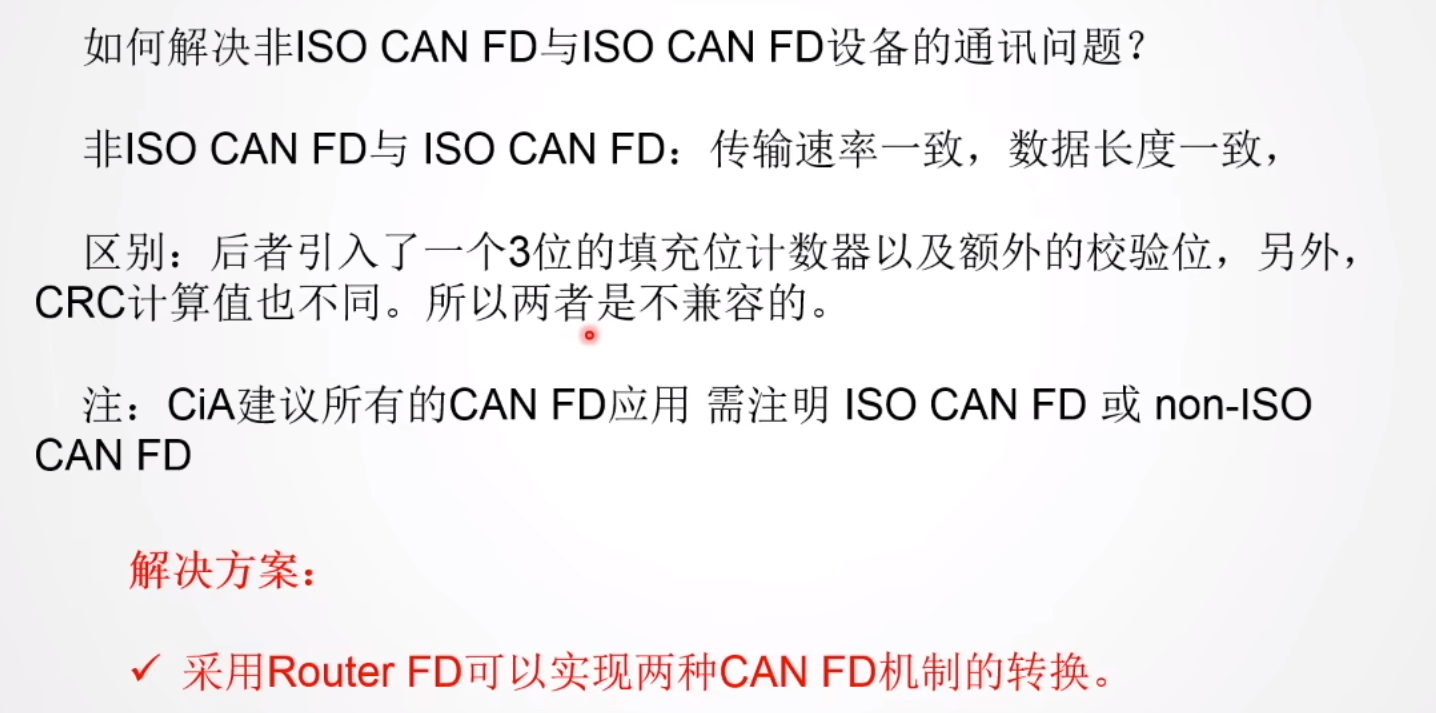 如何解决非ISO CAN FD与ISO CAN FD设备的通讯问题？
非ISO CAN FD与 ISO CAN FD：传输速率一致，数据长度一致，
区别：后者引入了一个3位的填充位计数器以及额外的校验位，另外，
CRC计算值也不同。所以两者是不兼容的。
注：CiA建议所有的CAN FD应用 需注明 ISO CAN FD 或 non-ISO
CAN FD
解决方案：
✓ 采用Router FD可以实现两种CAN FD机制的转换。